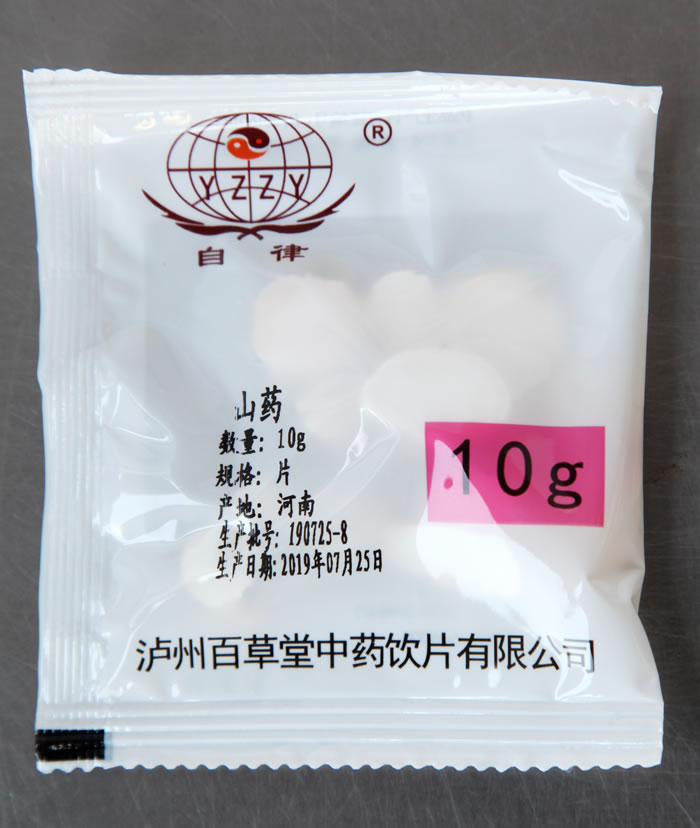 YZZY
®
自律
山药
数量: 10g
规格: 片
产地: 河南
生产批号: 190725-8
生产日期: 2019年07月25日
10g
泸州百草堂中药饮片有限公司